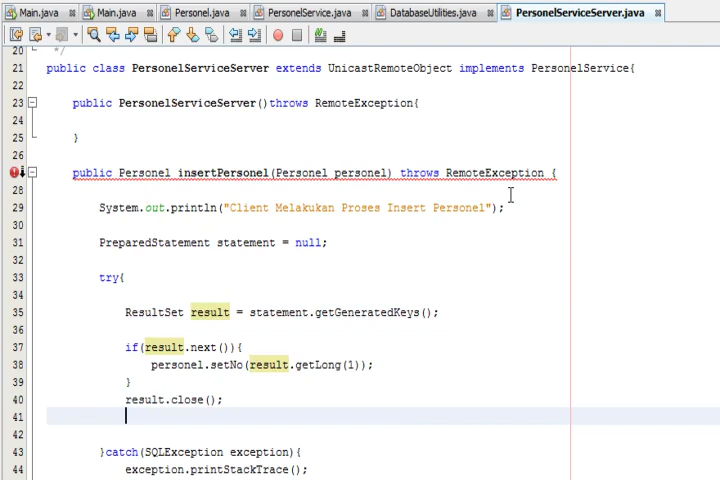 Main.java Main.java Personel.java PersonelService.java DatabaseUtilities.java PersonelServiceServer.java
20 */
21 public class PersonelServiceServer extends UnicastRemoteObject implements PersonelService{
22
23 public PersonelServiceServer()throws RemoteException{
24
25 }
26
public Personel insertPersonel(Personel personel) throws RemoteException {
28
29 System.out.println("Client Melakukan Proses Insert Personel");
30
31 PreparedStatement statement = null;
32
33 try{
34
35 ResultSet result = statement.getGeneratedKeys();
36
37 if(result.next()){
38 personel.setNo(result.getLong(1));
39 }
40 result.close();
41
42
43 }catch(SQLException exception){
44 exception.printStackTrace();